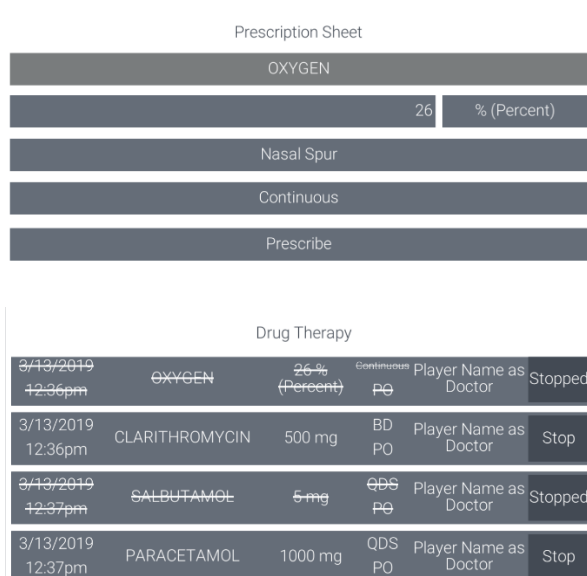 Prescription Sheet
OXYGEN
26 % (Percent)
Nasal Spur
Continuous
Prescribe
Drug Therapy
3/13/2019 12:36pm OXYGEN 26 % (Percent) Continuous PO Player Name as Doctor Stopped
3/13/2019 12:36pm CLARITHROMYCIN 500 mg BD PO Player Name as Doctor Stop
3/13/2019 12:37pm SALBUTAMOL 5 mg QDS PO Player Name as Doctor Stopped
3/13/2019 12:37pm PARACETAMOL 1000 mg QDS PO Player Name as Doctor Stop